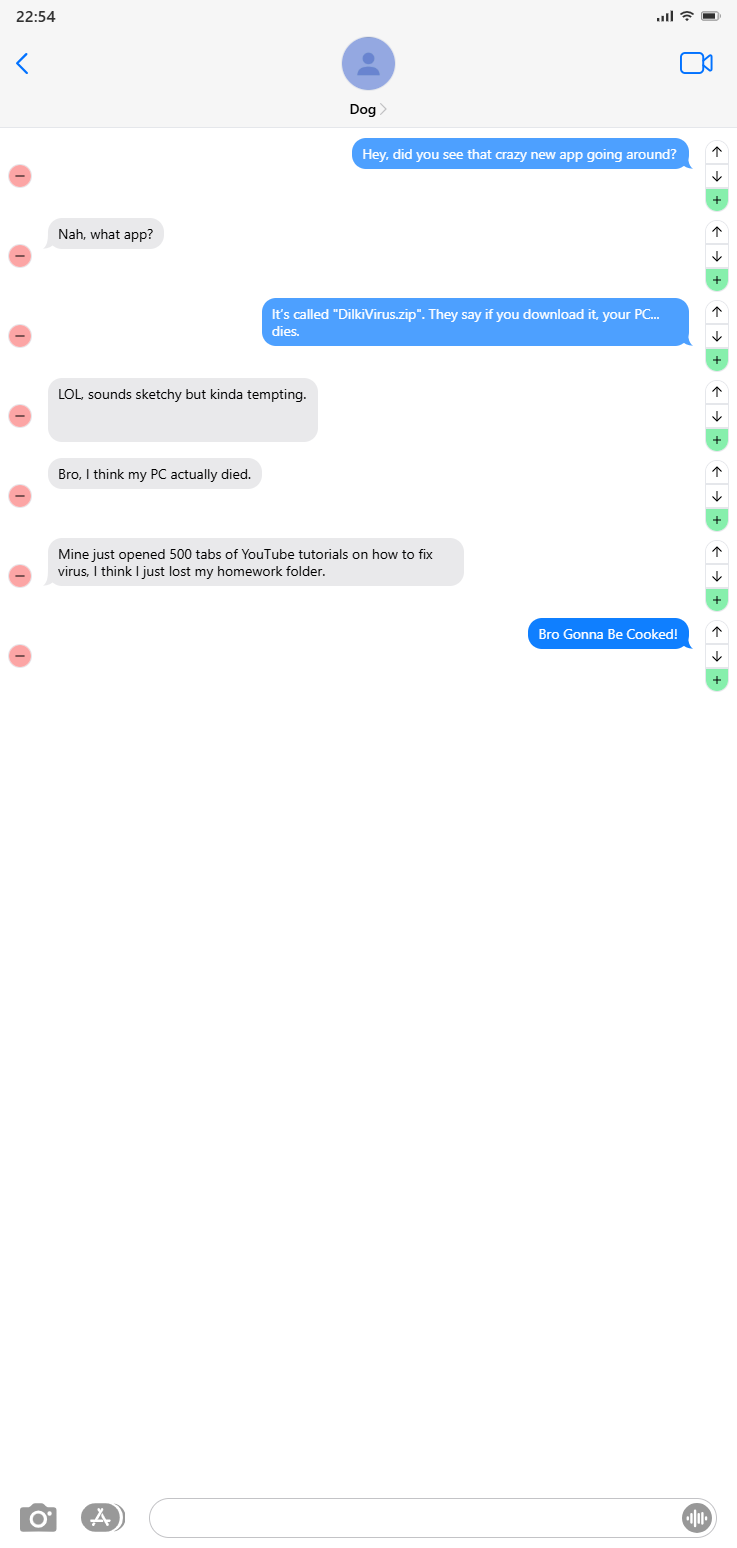 22:54
Dog
Hey, did you see that crazy new app going around?
Nah, what app?
It's called "DilkiVirus.zip". They say if you download it, your PC...
dies.
LOL, sounds sketchy but kinda tempting.
Bro, I think my PC actually died.
Mine just opened 500 tabs of YouTube tutorials on how to fix
virus, I think I just lost my homework folder.
Bro Gonna Be Cooked!